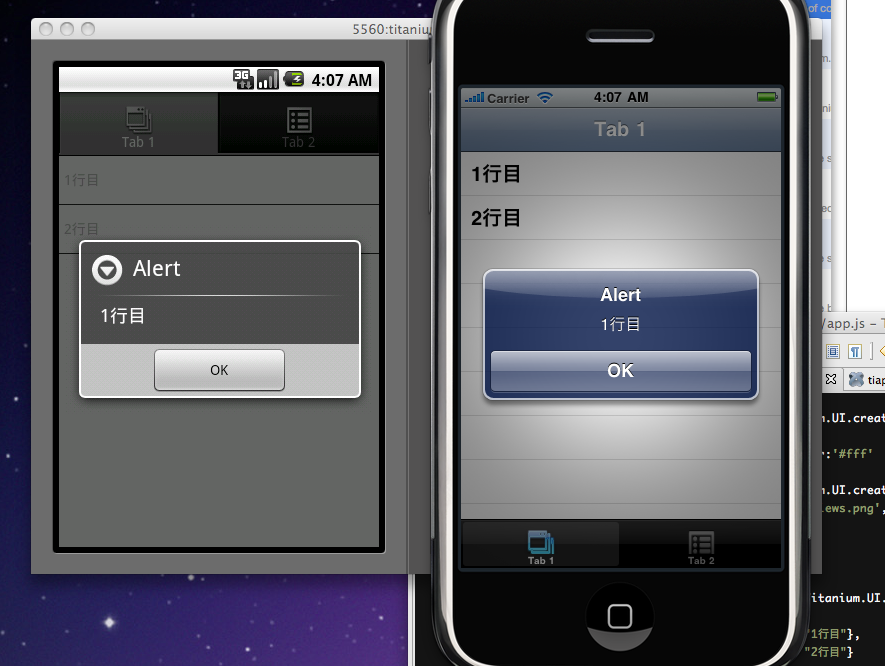 5560:titanium
3G
4:07 AM
Tab 1
Tab 2
1行目
2行目
Alert
1行目
OK
Carrier
4:07 AM
Tab 1
1行目
2行目
Alert
1行目
OK
Tab 1
Tab 2
of co
/app.js – T
tiap
.UI.creat
:'#fff'
.UI.creat
iews.png',
itanium.UI.
"1行目"},
"2行目"}